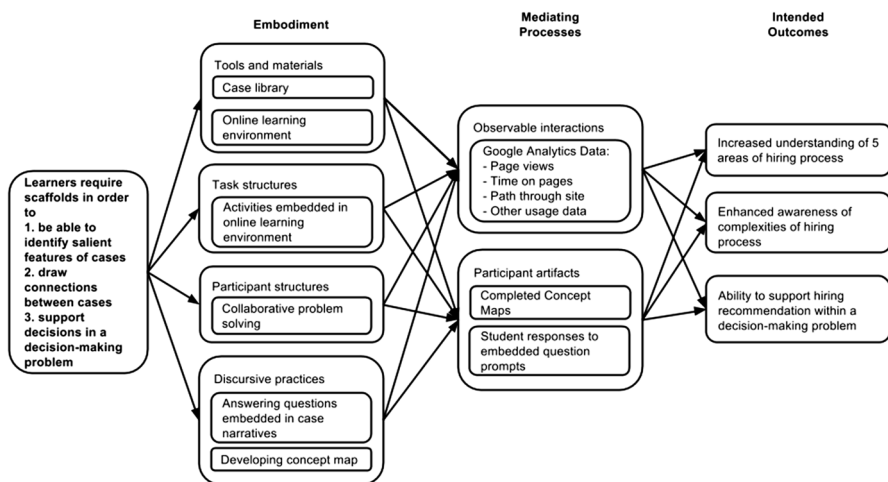 Embodiment
Mediating
Processes
Intended
Outcomes
Learners require
scaffolds in order
to
1. be able to
identify salient
features of cases
2. draw
connections
between cases
3. support
decisions in a
decision-making
problem
Tools and materials
Case library
Online learning
environment
Task structures
Activities embedded in
online learning
environment
Participant structures
Collaborative problem
solving
Discursive practices
Answering questions
embedded in case
narratives
Developing concept map
Observable interactions
Google Analytics Data:
- Page views
- Time on pages
- Path through site
- Other usage data
Participant artifacts
Completed Concept
Maps
Student responses to
embedded question
prompts
Increased understanding of 5
areas of hiring process
Enhanced awareness of
complexities of hiring
process
Ability to support hiring
recommendation within a
decision-making problem